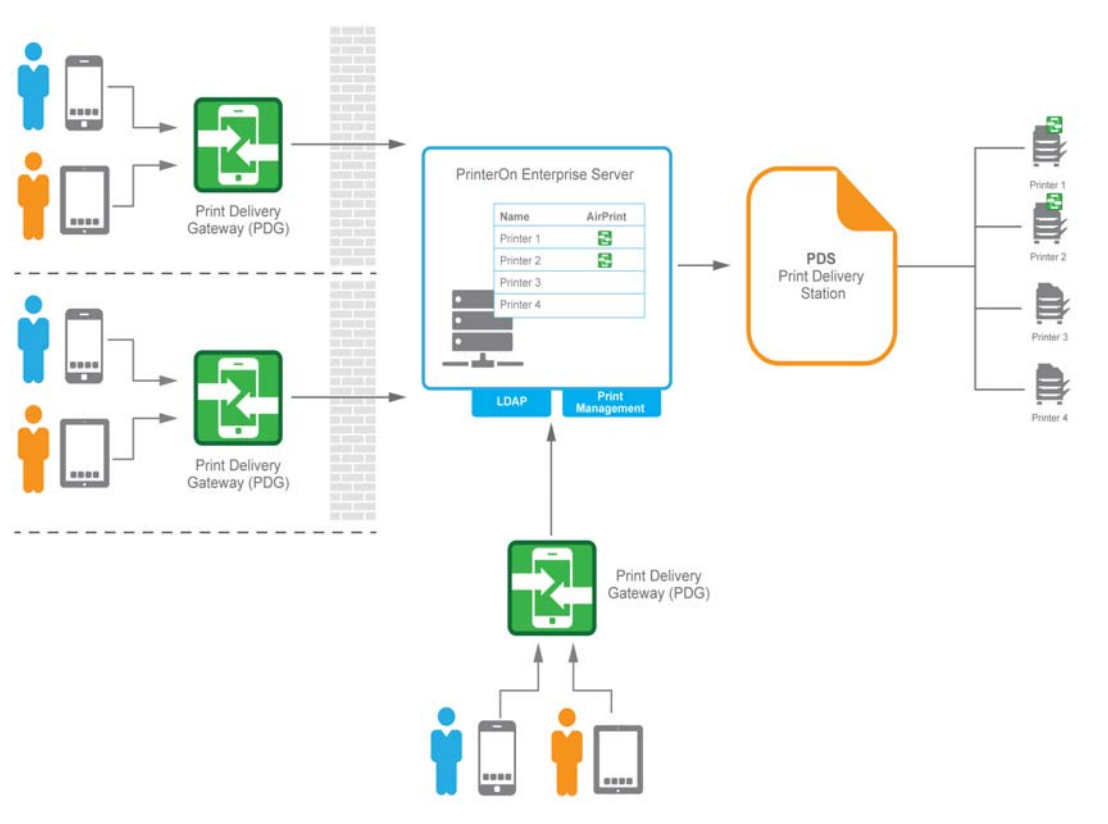 Print Delivery
Gateway (PDG)
Print Delivery
Gateway (PDG)
PrinterOn Enterprise Server
Name AirPrint
Printer 1
Printer 2
Printer 3
Printer 4
LDAP
Print
Management
Print Delivery
Gateway (PDG)
PDS
Print Delivery
Station
Printer 1
Printer 2
Printer 3
Printer 4